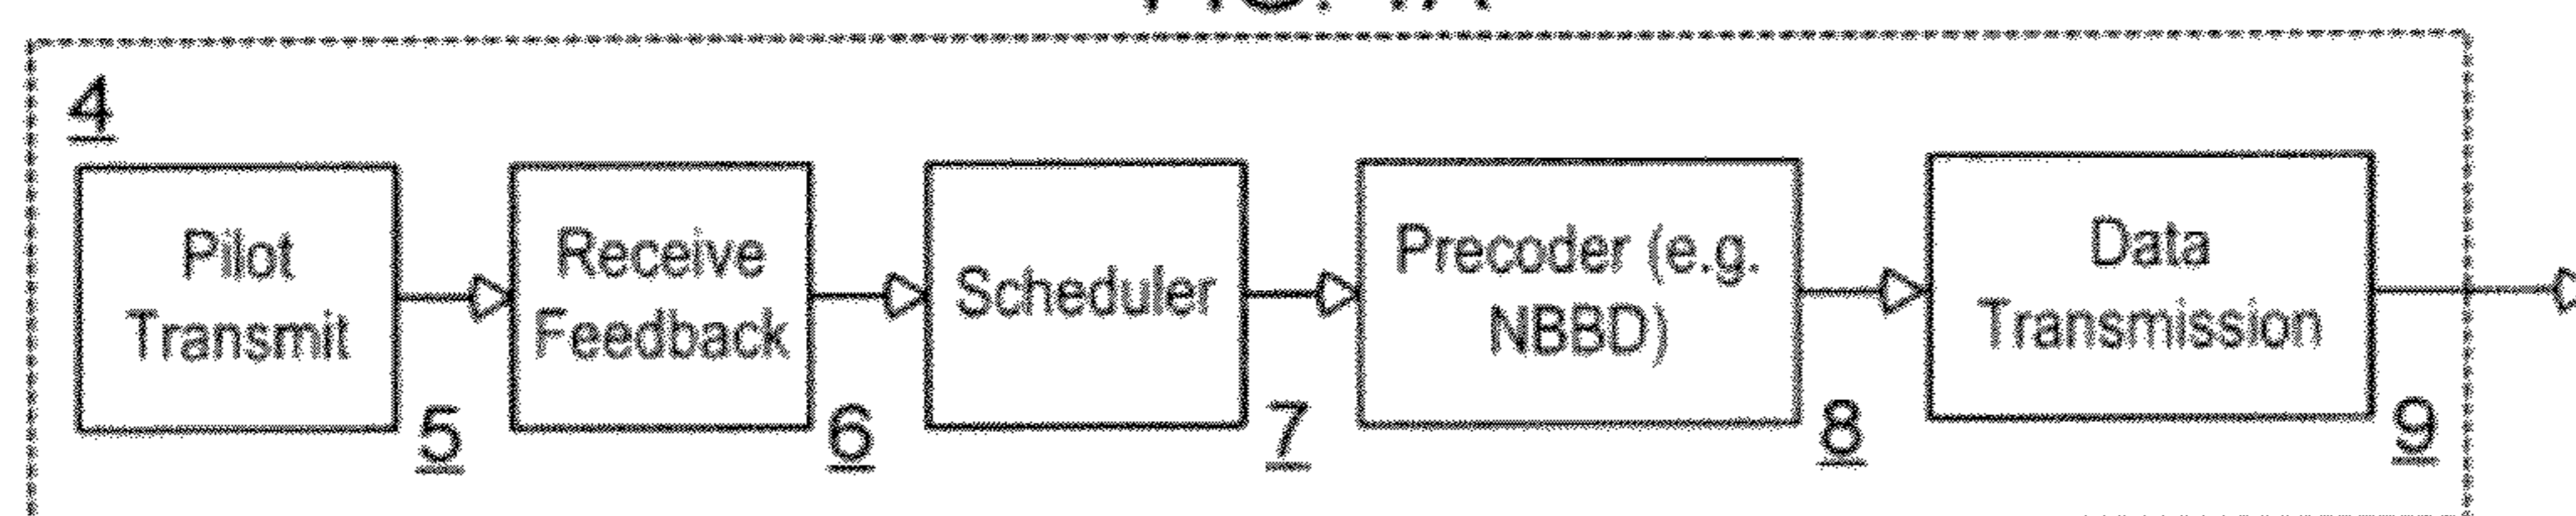 4
Pilot
Transmit
5
Receive
Feedback
6
Scheduler
7
Precoder (e.g.
NBBD)
8
Data
Transmission
9